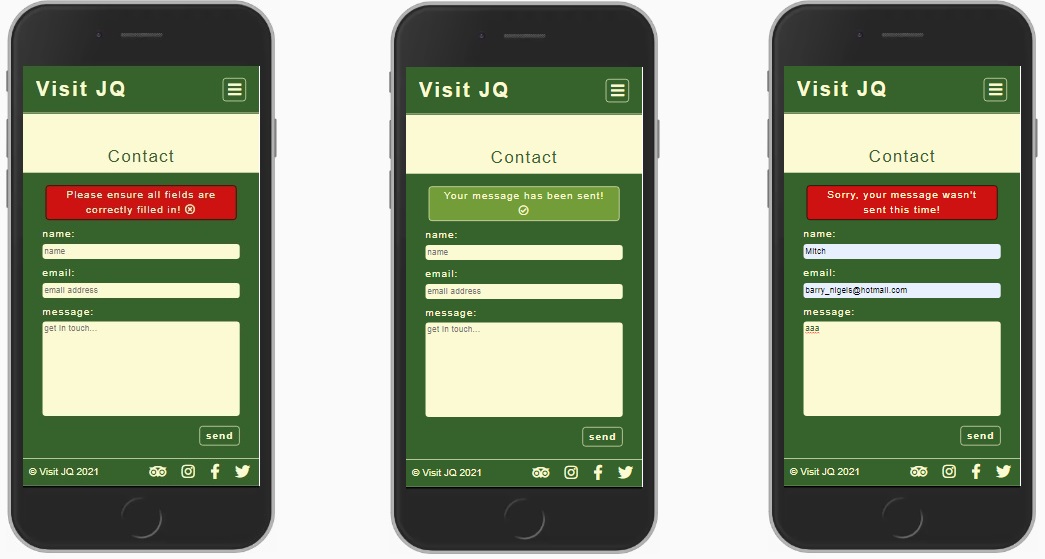 Visit JQ
Contact
Please ensure all fields are
correctly filled in!
name:
name
email:
email address
message:
get in touch...
send
© Visit JQ 2021
Visit JQ
Contact
Your message has been sent!
name:
name
email:
email address
message:
get in touch...
send
© Visit JQ 2021
Visit JQ
Contact
Sorry, your message wasn't
sent this time!
name:
Mitch
email:
barry_nigels@hotmail.com
message:
aaa
send
© Visit JQ 2021